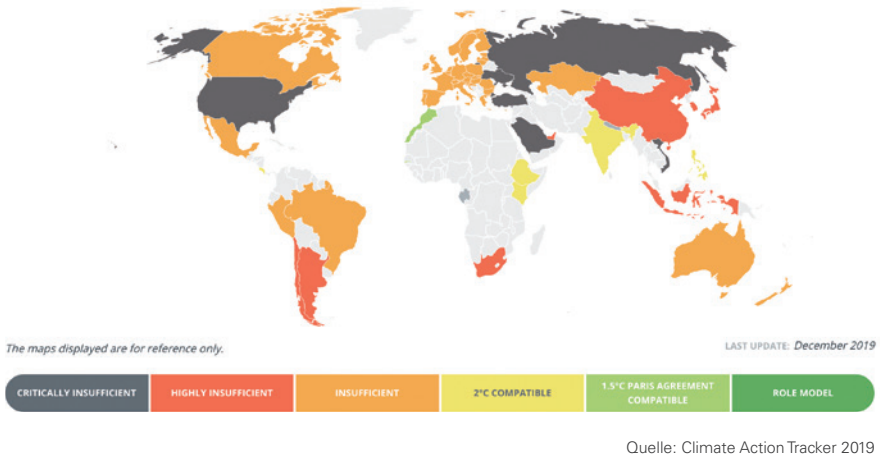 The maps displayed are for reference only.
LAST UPDATE: December 2019
CRITICALLY INSUFFICIENT
HIGHLY INSUFFICIENT
INSUFFICIENT
2°C COMPATIBLE
1.5°C PARIS AGREEMENT
COMPATIBLE
ROLE MODEL
Quelle: Climate Action Tracker 2019